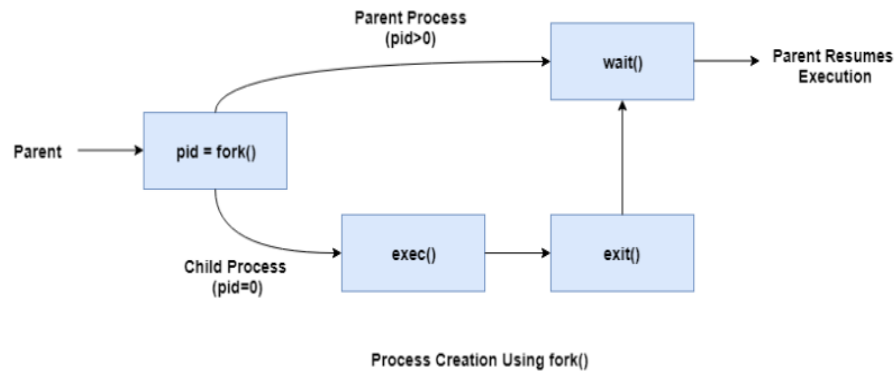 Parent Process
(pid>0)
wait()
Parent Resumes
Execution
Parent
pid = fork()
Child Process
(pid=0)
exec()
exit()
Process Creation Using fork()